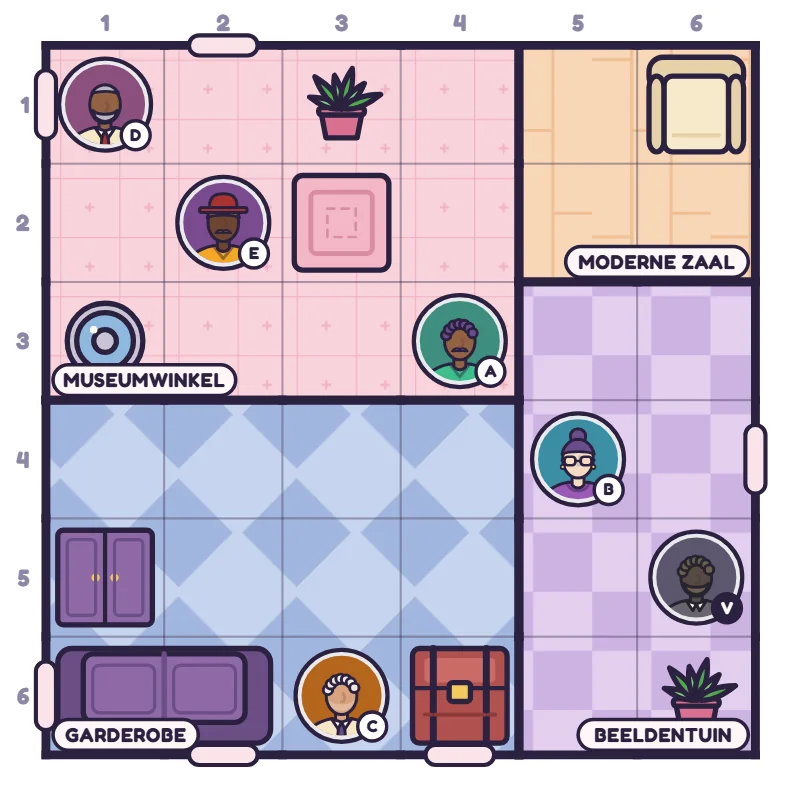 1 2 3 4 5 6
1
D
2
E
MODERNE ZAAL
3
A
MUSEUMWINKEL
4
B
5
V
6
C
GARDEROBE
BEELDENTUIN